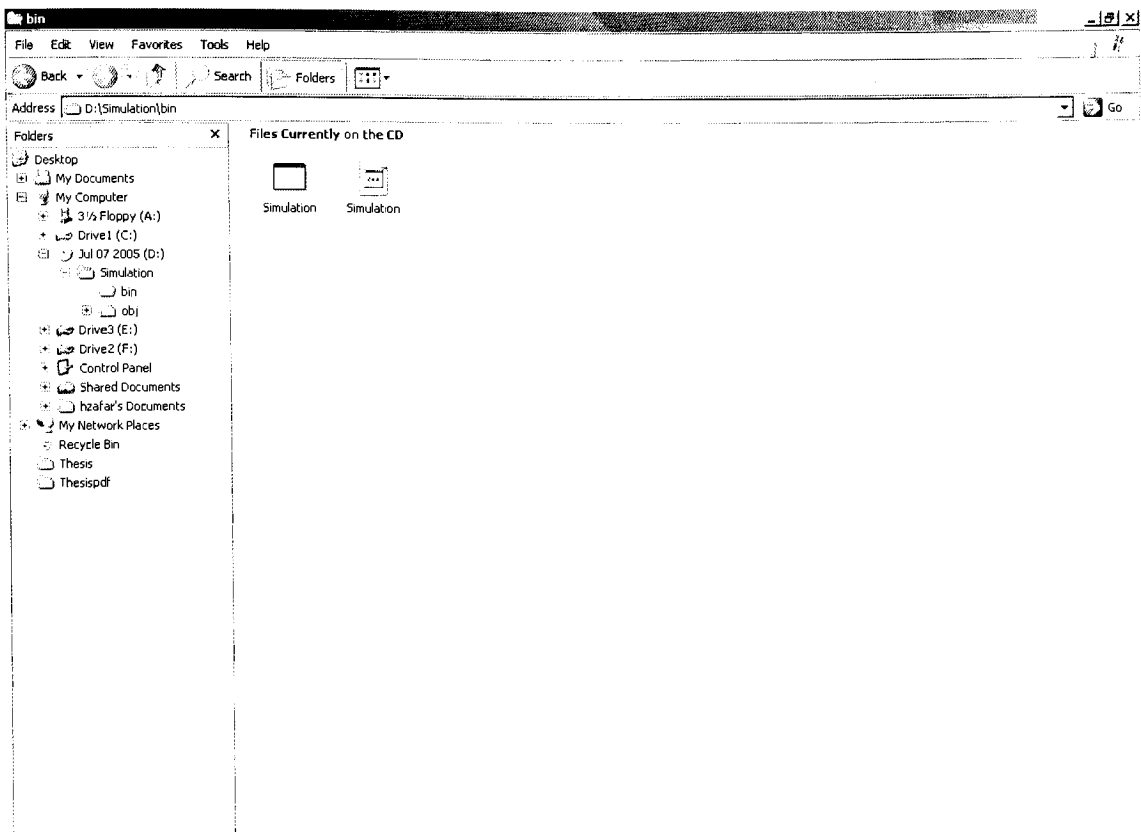 bin
File Edit View Favorites Tools Help
Back Search Folders
Address D:\Simulation\bin Go
Folders
Files Currently on the CD
Desktop
My Documents
My Computer
3½ Floppy (A:)
Drive1 (C:)
Jul 07 2005 (D:)
Simulation
bin
obj
Drive3 (E:)
Drive2 (F:)
Control Panel
Shared Documents
hzafar's Documents
My Network Places
Recycle Bin
Thesis
Thesispdf
Simulation Simulation